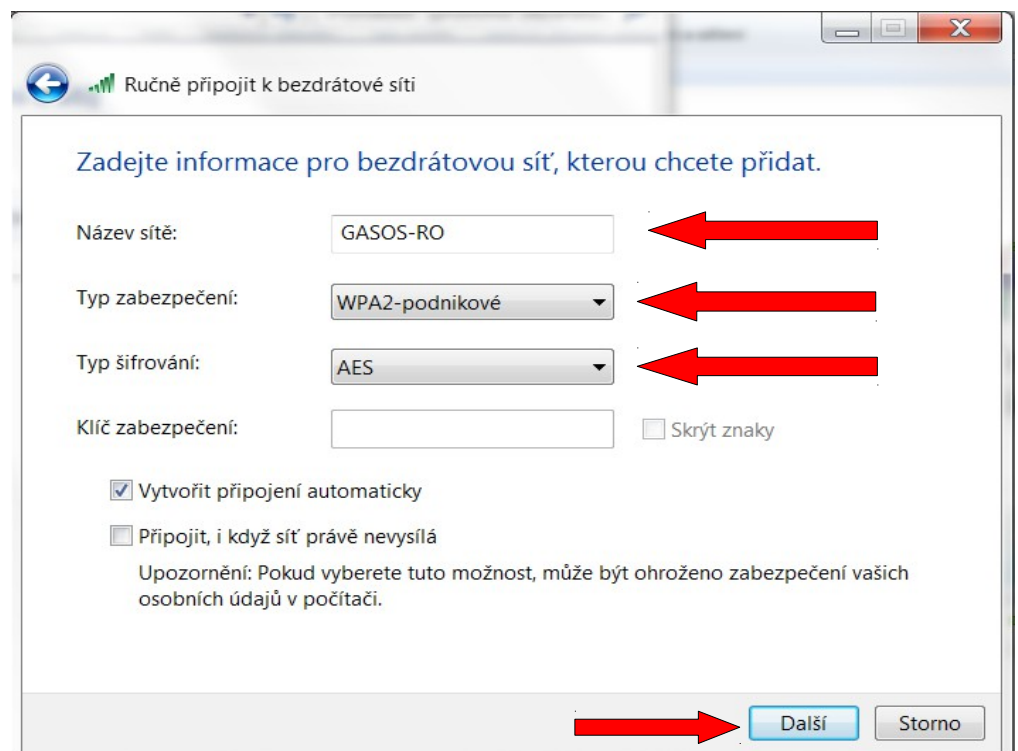 Ručně připojit k bezdrátové síti
Zadejte informace pro bezdrátovou síť, kterou chcete přidat.
Název sítě: GASOS-RO
Typ zabezpečení: WPA2-podnikové
Typ šifrování: AES
Klíč zabezpečení: Skrýt znaky
Vytvořit připojení automaticky
Připojit, i když síť právě nevysílá
Upozornění: Pokud vyberete tuto možnost, může být ohroženo zabezpečení vašich
osobních údajů v počítači.
Další Storno